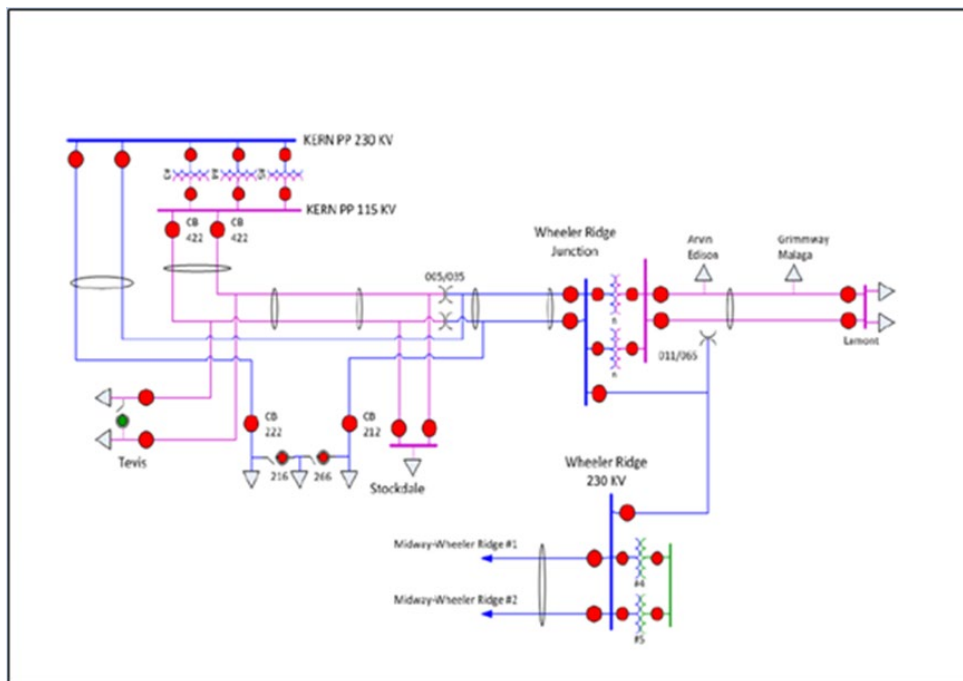 KERN PP 230 KV
KERN PP 115 KV
CB
422
CB
422
005/035
Wheeler Ridge
Junction
Arvin
Edison
Grimmway
Malaga
011/065
Lamont
Tevis
CB
222
CB
212
216
266
Stockdale
Wheeler Ridge
230 KV
Midway-Wheeler Ridge #1
Midway-Wheeler Ridge #2
#4
#5